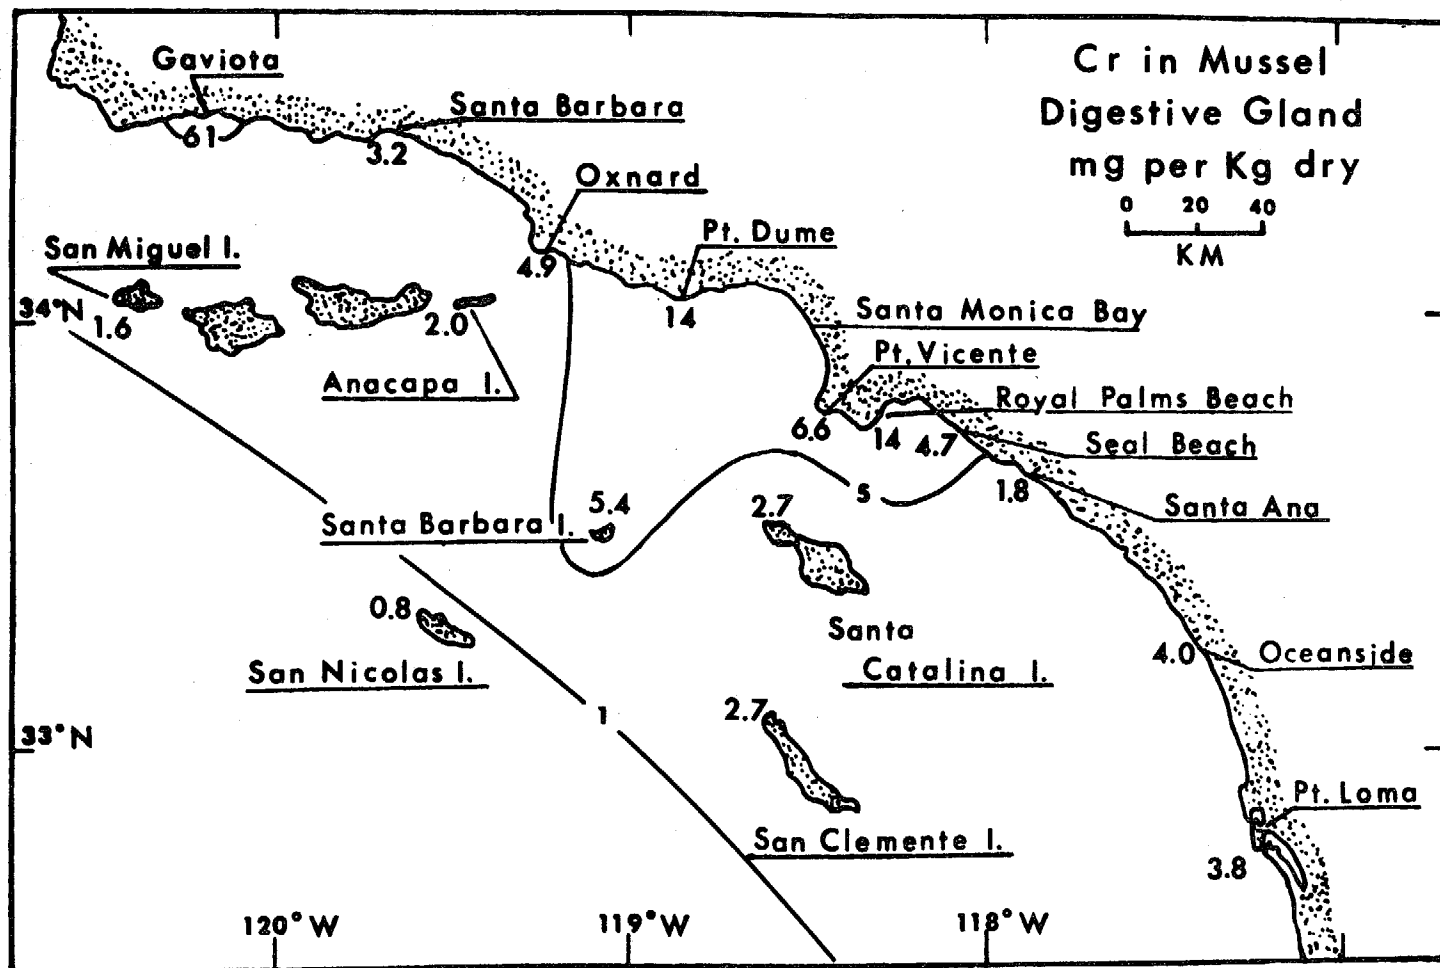 Cr in Mussel
Digestive Gland
mg per Kg dry
0 20 40
KM
Gaviota
61
Santa Barbara
3.2
Oxnard
4.9
Pt. Dume
14
San Miguel I.
34°N
1.6
2.0
Anacapa I.
Santa Monica Bay
Pt. Vicente
6.6
Royal Palms Beach
14
4.7
Seal Beach
5
1.8
Santa Ana
5.4
Santa Barbara I.
2.7
Santa
Catalina I.
0.8
San Nicolas I.
4.0
Oceanside
1
2.7
33°N
San Clemente I.
Pt. Loma
3.8
120°W
119°W
118°W